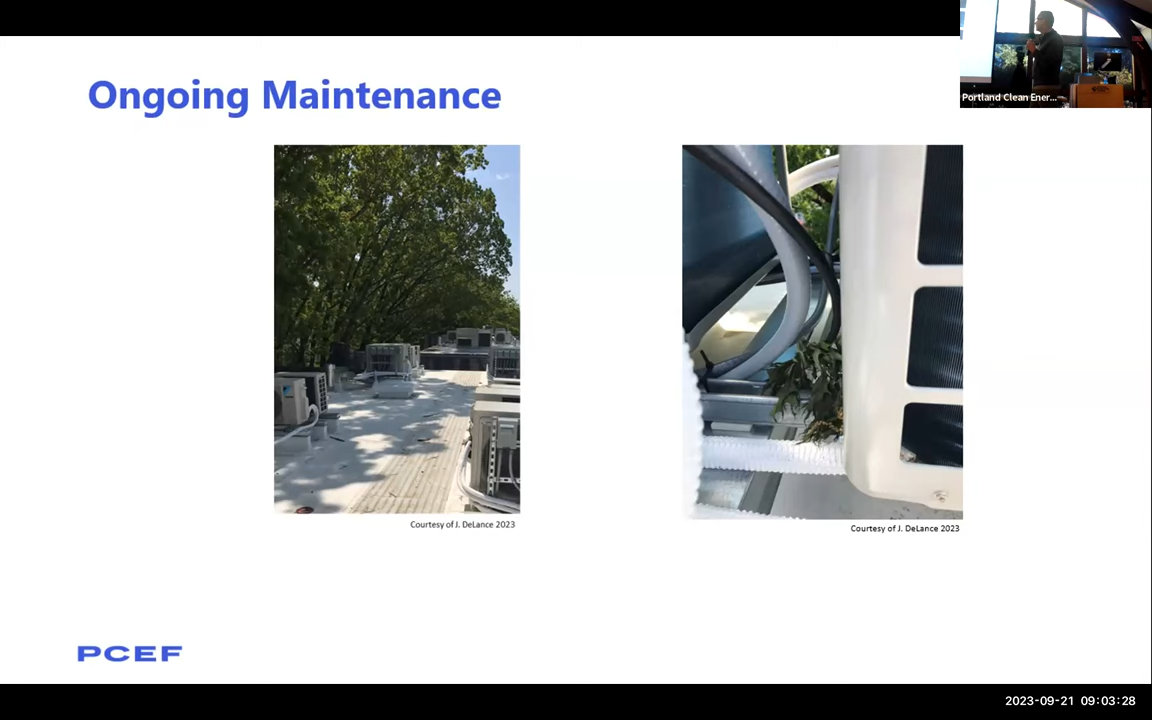 Ongoing Maintenance
Portland Clean Ener...
Courtesy of J. DeLance 2023
Courtesy of J. DeLance 2023
PCEF
2023-09-21 09:03:28